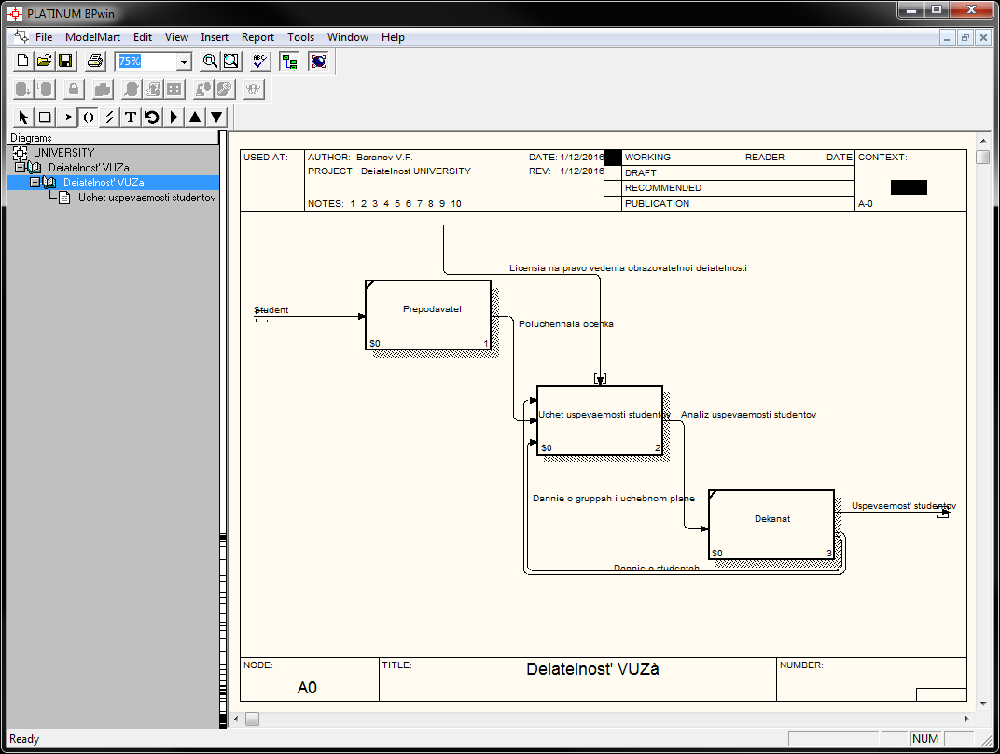 PLATINUM BPwin
File ModelMart Edit View Insert Report Tools Window Help
75%
ABC
T
Diagrams
UNIVERSITY
Deiatelnost' VUZa
Deiatelnost' VUZa
Uchet uspevaemosti studentov
USED AT:
AUTHOR: Baranov V.F.
DATE: 1/12/2016
PROJECT: Deiatelnost UNIVERSITY
REV: 1/12/2016
NOTES: 1 2 3 4 5 6 7 8 9 10
WORKING
DRAFT
RECOMMENDED
PUBLICATION
READER DATE
CONTEXT:
A-0
Licensia na pravo vedenia obrazovatelnoi deiatelnosti
Student
Prepodavatel
$0 1
Poluchennaia ocenka
Uchet uspevaemosti studentov
$0 2
Analiz uspevaemosti studentov
Dannie o gruppah i uchebnom plane
Dekanat
$0 3
Uspevaemost' studentov
Dannie o studentah
NODE:
A0
TITLE:
Deiatelnost' VUZà
NUMBER:
Ready
NUM